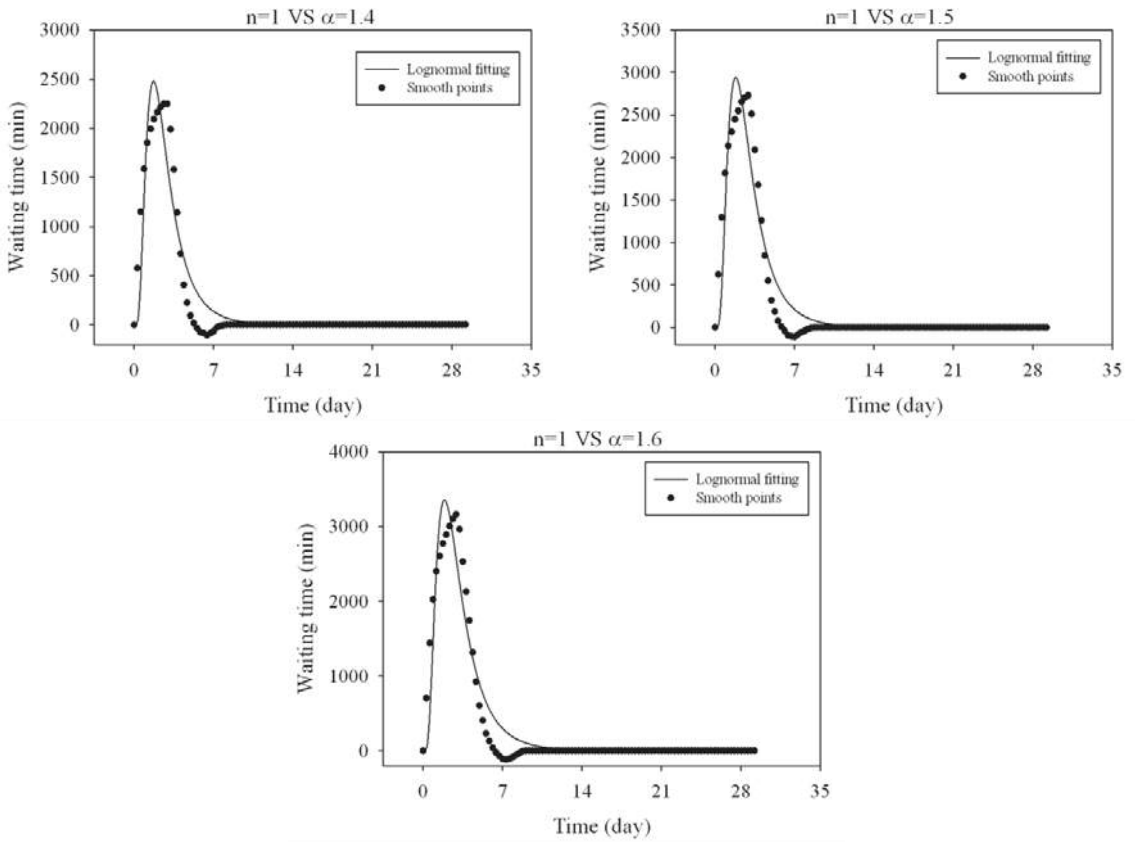 n=1 VS α=1.4
3000
2500
2000
1500
1000
500
0
Waiting time (min)
Lognormal fitting
Smooth points
0 7 14 21 28 35
Time (day)
n=1 VS α=1.5
3500
3000
2500
2000
1500
1000
500
0
Waiting time (min)
Lognormal fitting
Smooth points
0 7 14 21 28 35
Time (day)
n=1 VS α=1.6
4000
3000
2000
1000
0
Waiting time (min)
Lognormal fitting
Smooth points
0 7 14 21 28 35
Time (day)